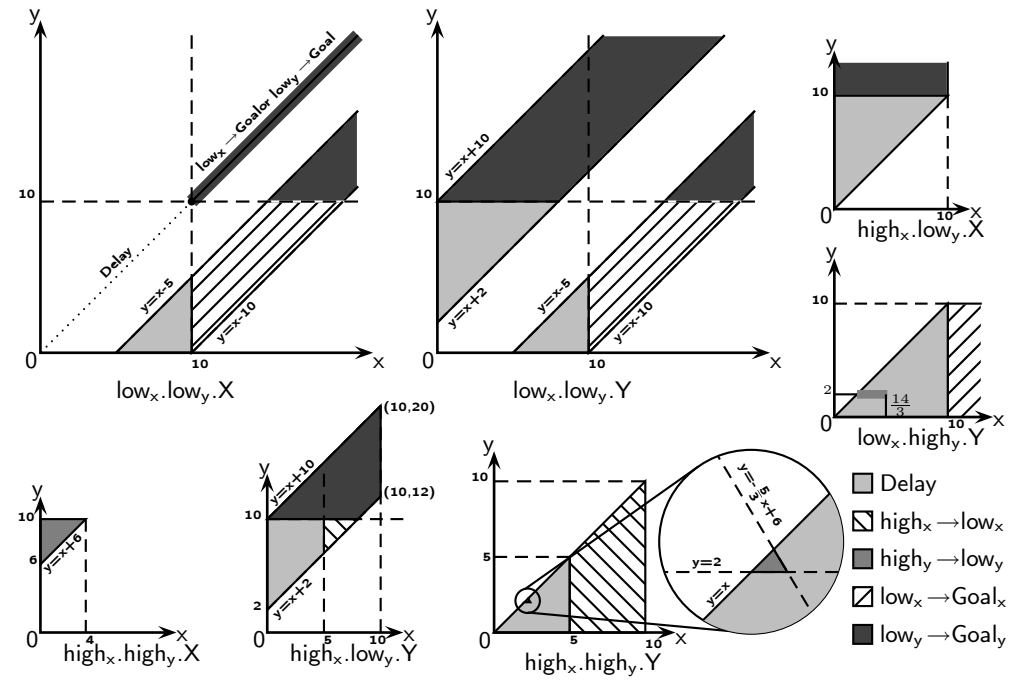 y
low_x→Goalor low_y→Goal
10
Delay
y=x-5
y=x-10
0
10
x
low_x.low_y.X
y
y=x+10
10
y=x+2
y=x-5
y=x-10
0
10
x
low_x.low_y.Y
y
10
0
10
x
high_x.low_y.X
y
10
2
14
3
0
10
x
low_x.high_y.Y
y
10
6
y=x+6
0
4
x
high_x.high_y.X
y
(10,20)
y=x+10
(10,12)
10
2
y=x+2
0
5
10
x
high_x.low_y.Y
y
10
5
0
5
10
x
high_x.high_y.Y
y=-5/3x+6
y=2
y=x
Delay
high_x→low_x
high_y→low_y
low_x→Goal_x
low_y→Goal_y